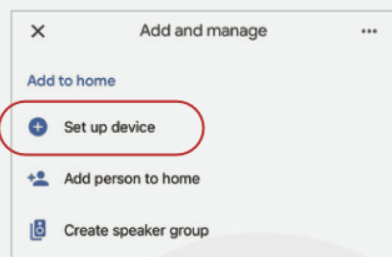 Add and manage
Add to home
Set up device
Add person to home
Create speaker group